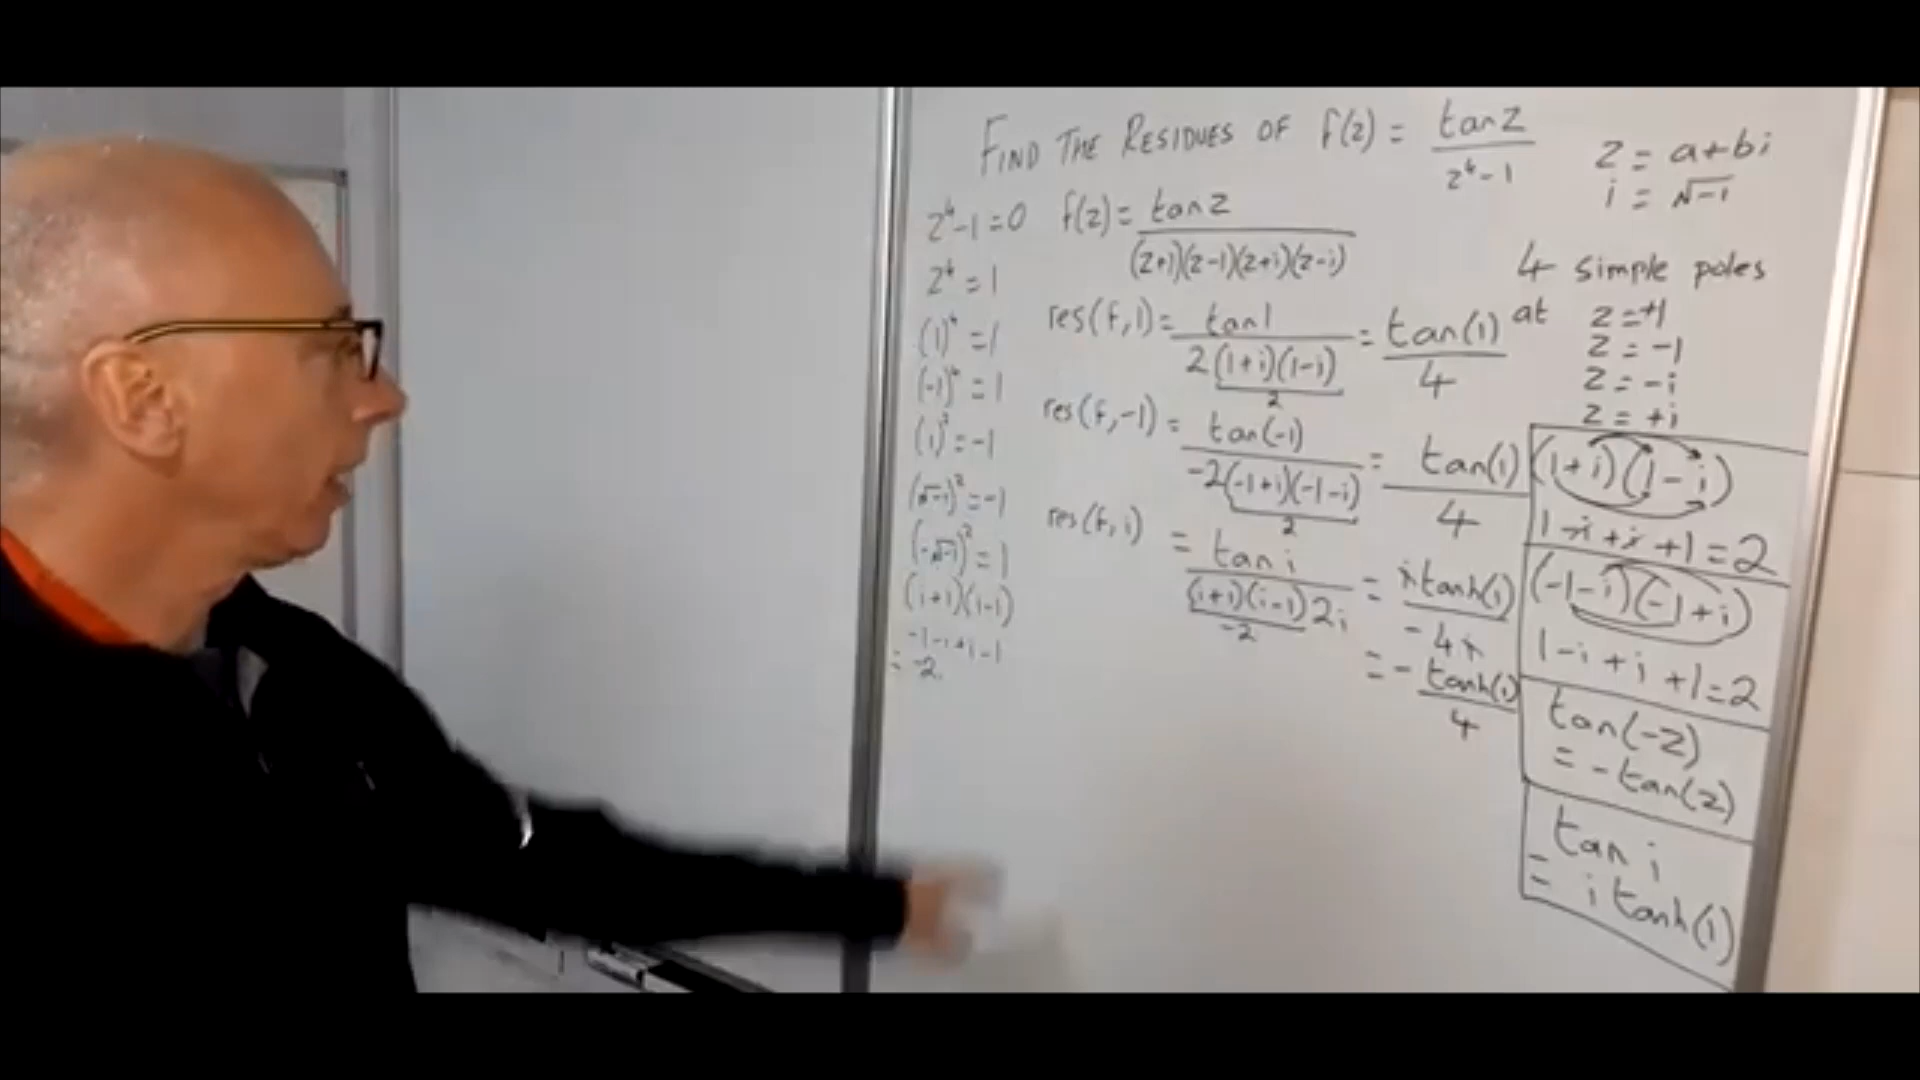 FIND THE RESIDUES OF f(z) = tan z / z⁴-1
z = a+bi
i = √-1
z⁴-1=0
z⁴ = 1
(1)⁴ = 1
(-1)⁴ = 1
(i)² = -1
(√-1)² = -1
(-√-1)² = 1
(i+1)(i-1)
-1-i+i-1
= -2
f(z) = tan z / (z+1)(z-1)(z+i)(z-i)
res(f,1) = tan 1 / 2(1+i)(1-i) = tan(1) / 4
2
res(f,-1) = tan(-1) / -2(-1+i)(-1-i) = tan(1) / 4
2
res(f,i) = tan i / (i+1)(i-1)2i = i tanh(1) / -4i
-2
= - tanh(1) / 4
4 simple poles
at z = +1
z = -1
z = -i
z = +i
(1+i)(1-i)
1-i+i+1=2
(-1-i)(-1+i)
1-i+i+1=2
tan(-z)
= -tan(z)
tan i
= i tanh(1)